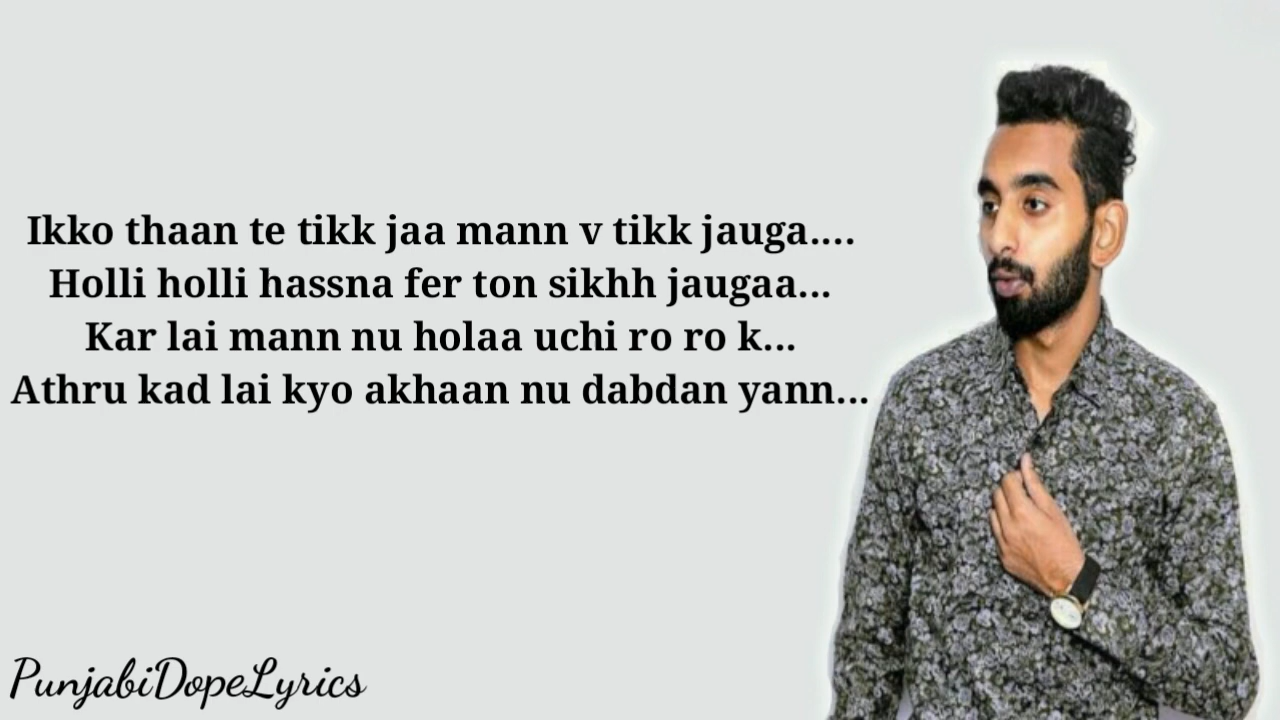 Ikko thaan te tikk jaa mann v tikk jauga....
Holli holli hassna fer ton sikhh jaugaa...
Kar lai mann nu holaa uchi ro ro k...
Athru kad lai kyo akhaan nu dabdan yann...
PunjabiDopeLyrics